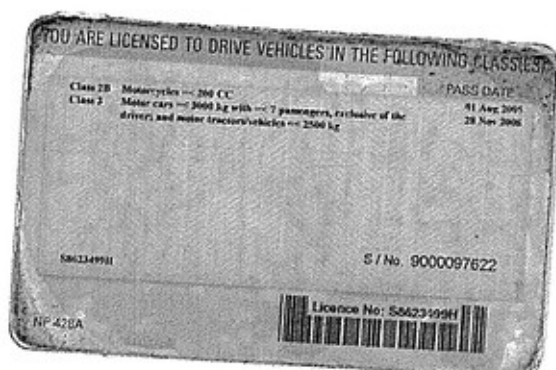 YOU ARE LICENSED TO DRIVE VEHICLES IN THE FOLLOWING CLASS(ES)
PASS DATE
Class 2B Motorcycles =< 200 CC 01 Aug 2005
Class 3 Motor cars =< 3000 kg with =< 7 passengers, exclusive of the 28 Nov 2006
driver; and motor tractors/vehicles =< 2500 kg
S8623499H S / No. 9000097622
Licence No: S8623499H
NP 428A